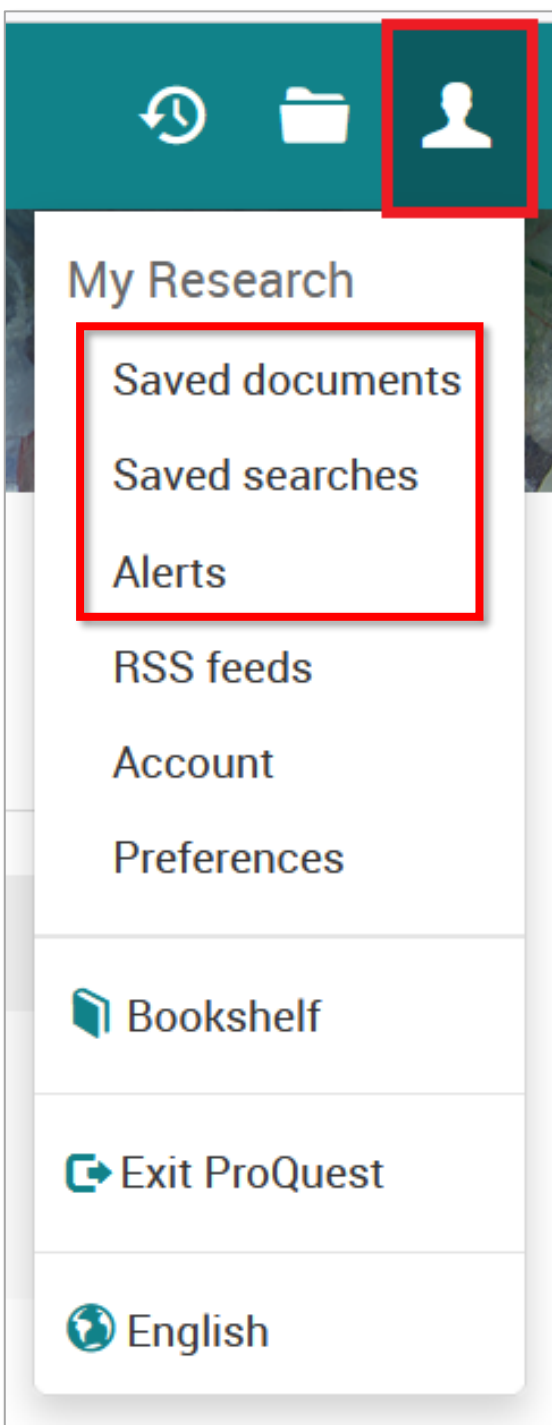 My Research
Saved documents
Saved searches
Alerts
RSS feeds
Account
Preferences
Bookshelf
Exit ProQuest
English